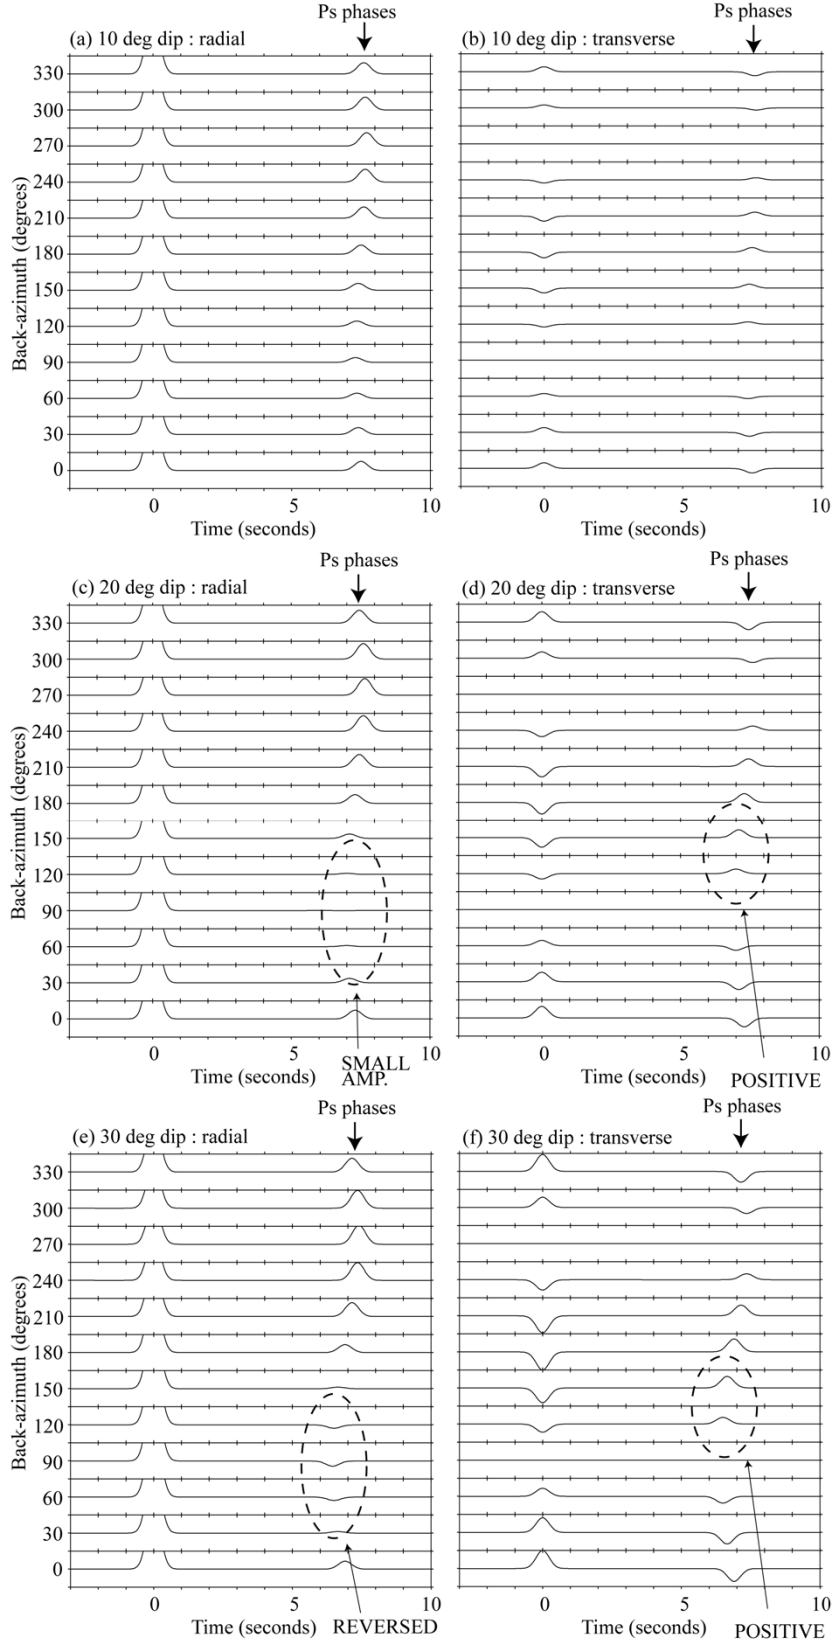 Ps phases
Ps phases
(a) 10 deg dip : radial
(b) 10 deg dip : transverse
Back-azimuth (degrees)
330
300
270
240
210
180
150
120
90
60
30
0
0 5 10
0 5 10
Time (seconds)
Time (seconds)
Ps phases
Ps phases
(c) 20 deg dip : radial
(d) 20 deg dip : transverse
Back-azimuth (degrees)
330
300
270
240
210
180
150
120
90
60
30
0
0 5 10
0 5 10
Time (seconds)
SMALL
AMP.
Time (seconds)
POSITIVE
Ps phases
Ps phases
(e) 30 deg dip : radial
(f) 30 deg dip : transverse
Back-azimuth (degrees)
330
300
270
240
210
180
150
120
90
60
30
0
0 5 10
0 5 10
Time (seconds)
REVERSED
Time (seconds)
POSITIVE